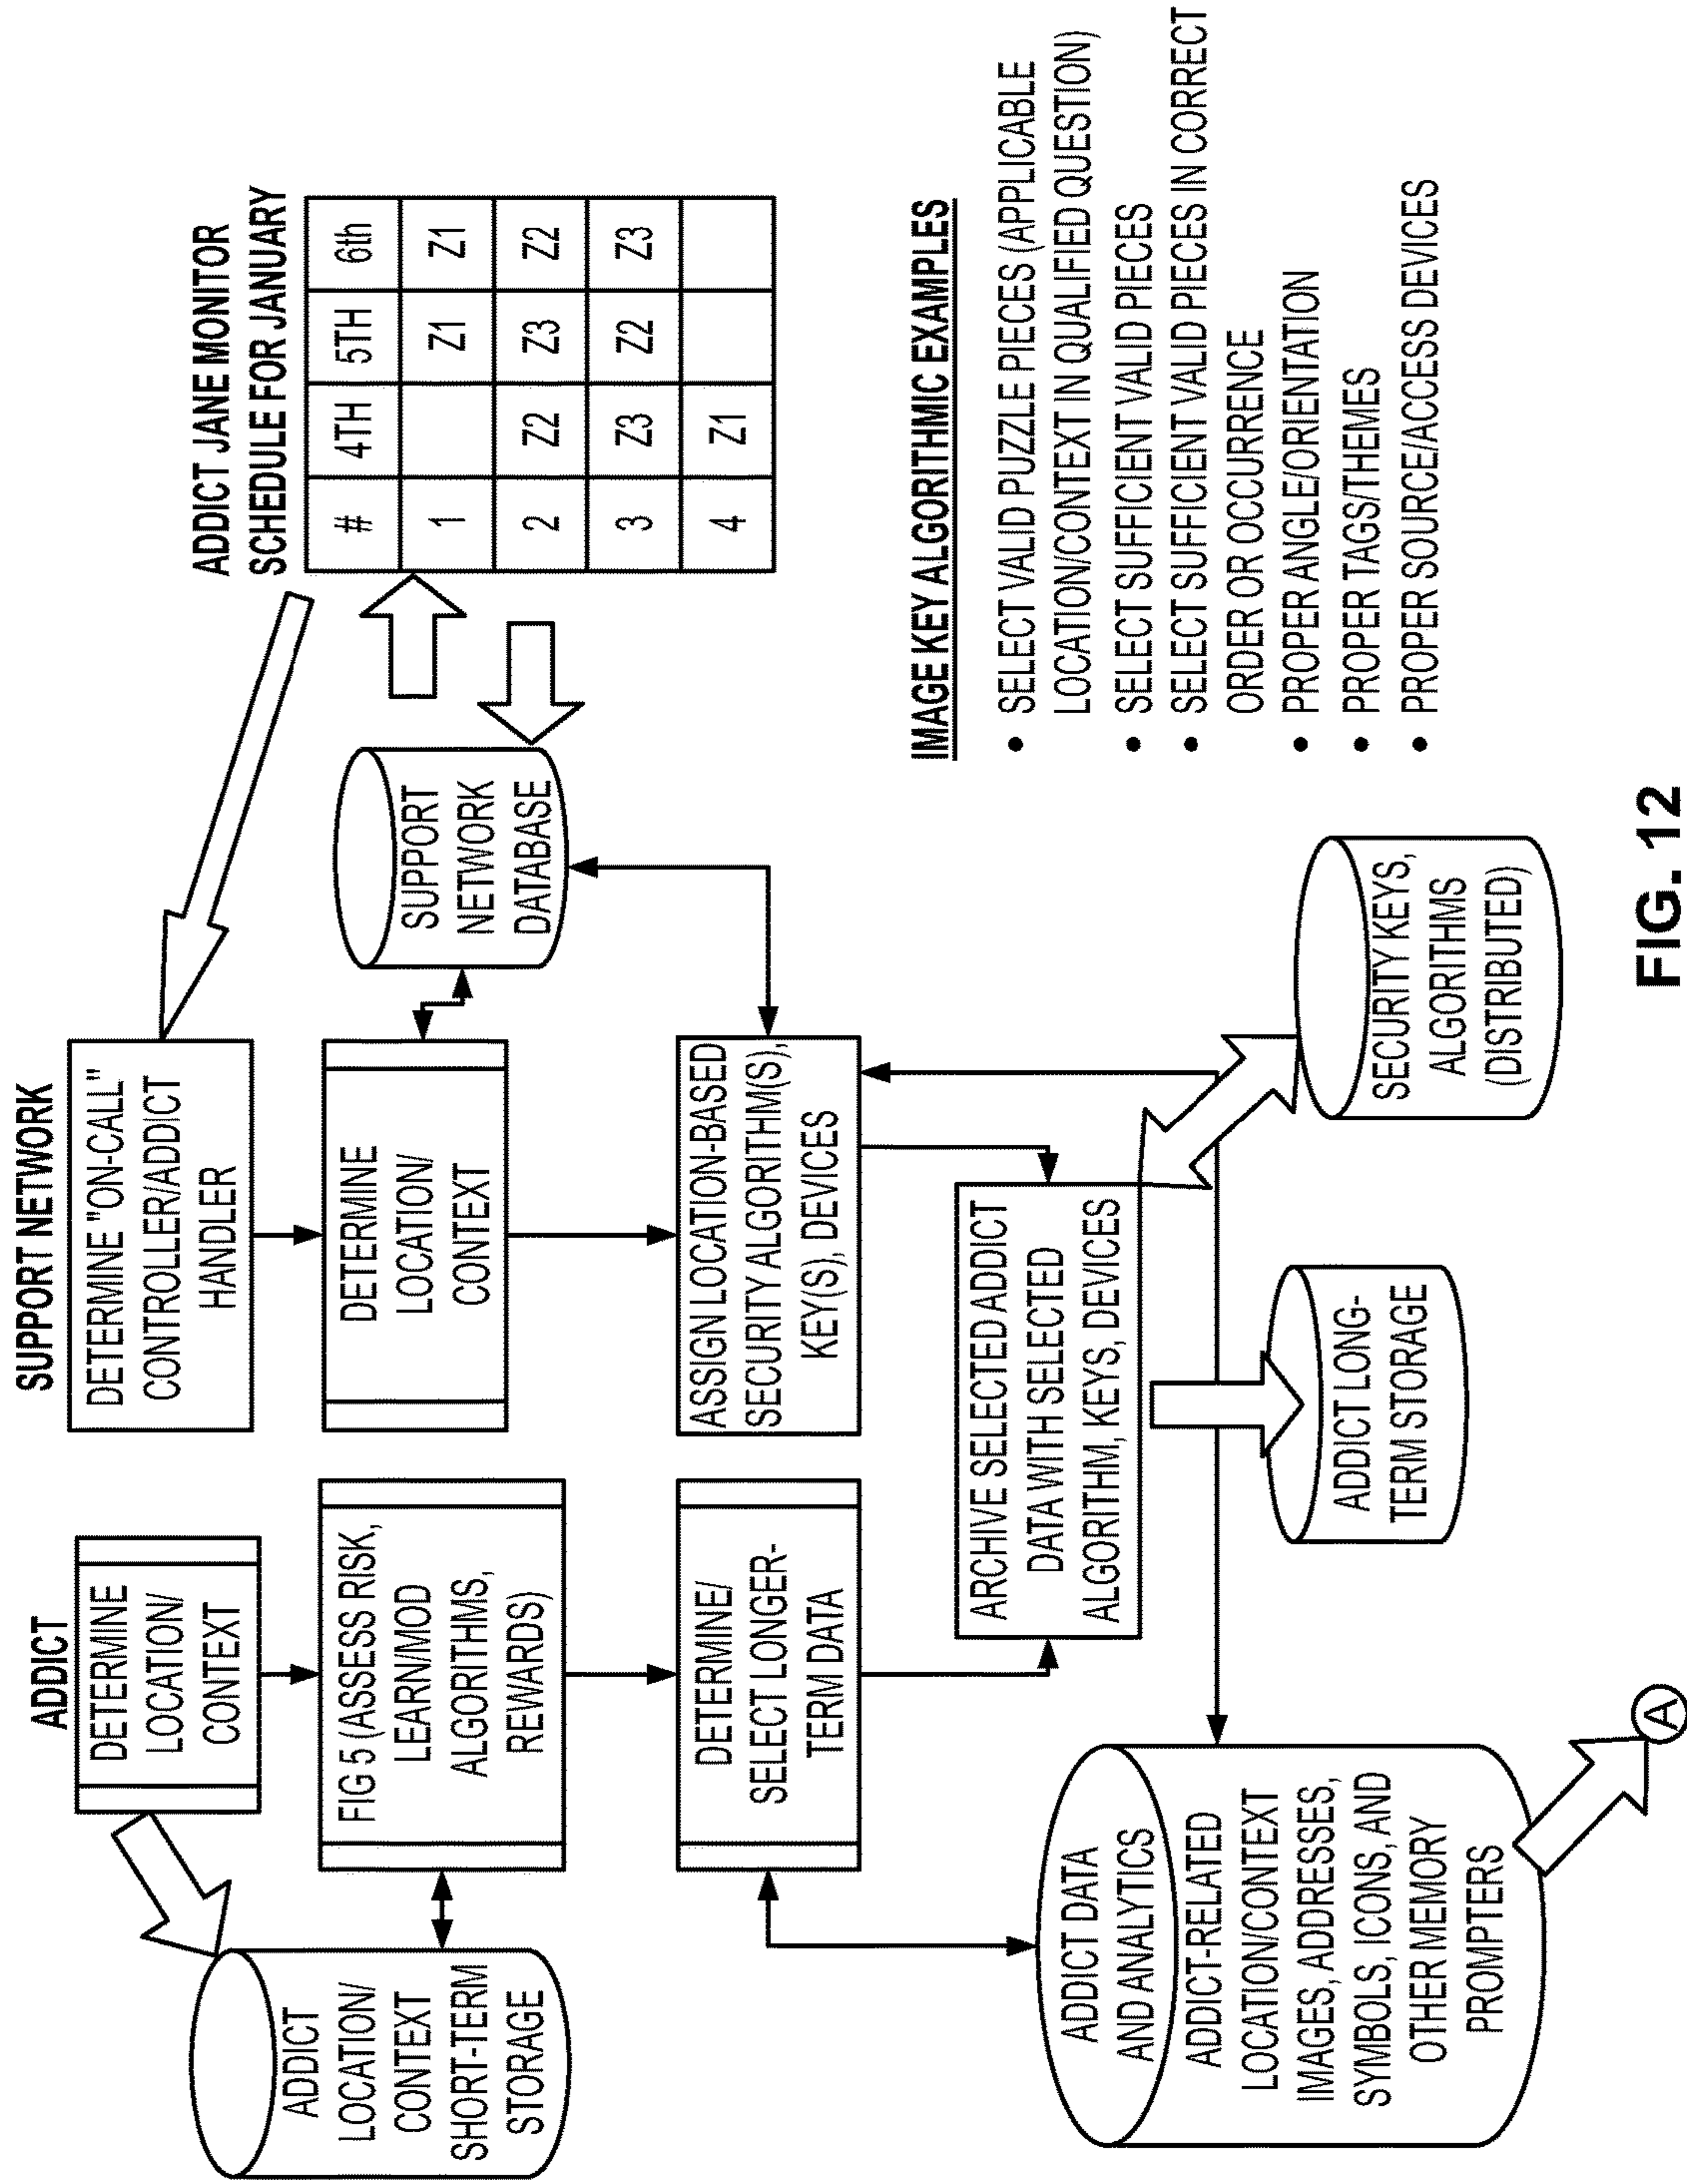 ADDICT
DETERMINE
LOCATION/
CONTEXT
ADDICT
LOCATION/
CONTEXT
SHORT-TERM
STORAGE
FIG 5 (ASSESS RISK,
LEARN/MOD
ALGORITHMS,
REWARDS)
DETERMINE/
SELECT LONGER-
TERM DATA
ADDICT DATA
AND ANALYTICS
ADDICT-RELATED
LOCATION/CONTEXT
IMAGES, ADDRESSES,
SYMBOLS, ICONS, AND
OTHER MEMORY
PROMPTERS
A
SUPPORT NETWORK
DETERMINE "ON-CALL"
CONTROLLER/ADDICT
HANDLER
DETERMINE
LOCATION/
CONTEXT
ASSIGN LOCATION-BASED
SECURITY ALGORITHM(S),
KEY(S), DEVICES
ARCHIVE SELECTED ADDICT
DATA WITH SELECTED
ALGORITHM, KEYS, DEVICES
ADDICT LONG-
TERM STORAGE
SECURITY KEYS,
ALGORITHMS
(DISTRIBUTED)
SUPPORT
NETWORK
DATABASE
ADDICT JANE MONITOR
SCHEDULE FOR JANUARY
# 4TH 5TH 6th
1 Z1 Z1
2 Z2 Z3 Z2
3 Z3 Z2 Z3
4 Z1
IMAGE KEY ALGORITHMIC EXAMPLES
• SELECT VALID PUZZLE PIECES (APPLICABLE
LOCATION/CONTEXT IN QUALIFIED QUESTION)
• SELECT SUFFICIENT VALID PIECES
• SELECT SUFFICIENT VALID PIECES IN CORRECT
ORDER OR OCCURRENCE
• PROPER ANGLE/ORIENTATION
• PROPER TAGS/THEMES
• PROPER SOURCE/ACCESS DEVICES
FIG. 12